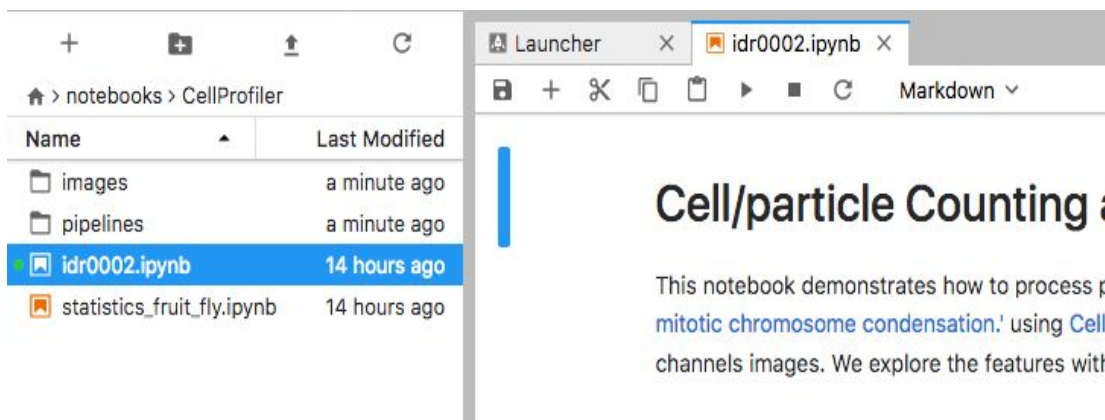 Launcher
idr0002.ipynb
> notebooks > CellProfiler
Markdown
Name Last Modified
images a minute ago
pipelines a minute ago
idr0002.ipynb 14 hours ago
statistics_fruit_fly.ipynb 14 hours ago
Cell/particle Counting
This notebook demonstrates how to process
mitotic chromosome condensation.' using Cell
channels images. We explore the features with